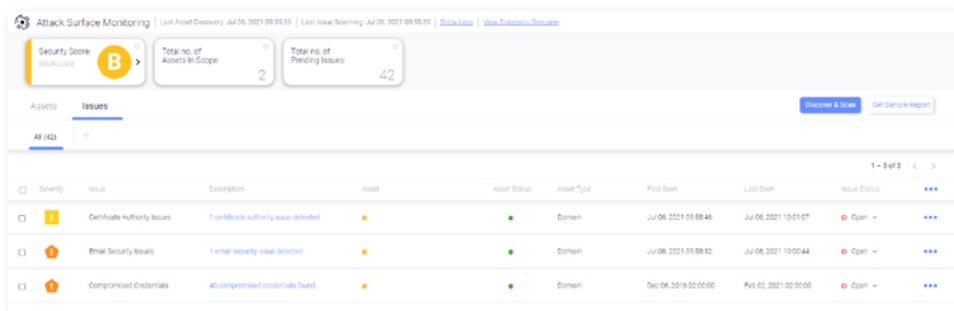 Attack Surface Monitoring | Last Asset Discovery: Jul 06, 2021 09:55:39 | Last Issue Scanning: Jul 06, 2021 09:58:39 | Show Less | View Discovery Overview
Security Score:
Recalculate
B
Total no. of
Assets In Scope:
2
Total no. of
Pending Issues:
42
Assets
Issues
Discover & Scan
Get Sample Report
All (42)
+
1 – 3 of 3
Severity Issue Description Asset Asset Status Asset Type First Seen Last Seen Issue Status
Certificate Authority Issues 1 certificate authority issue detected Domain Jul 06, 2021 09:58:46 Jul 06, 2021 10:01:07 Open
Email Security Issues 1 email security issue detected Domain Jul 06, 2021 09:58:32 Jul 06, 2021 10:00:44 Open
Compromised Credentials 40 compromised credentials found Domain Dec 08, 2016 02:00:00 Feb 02, 2021 02:00:00 Open